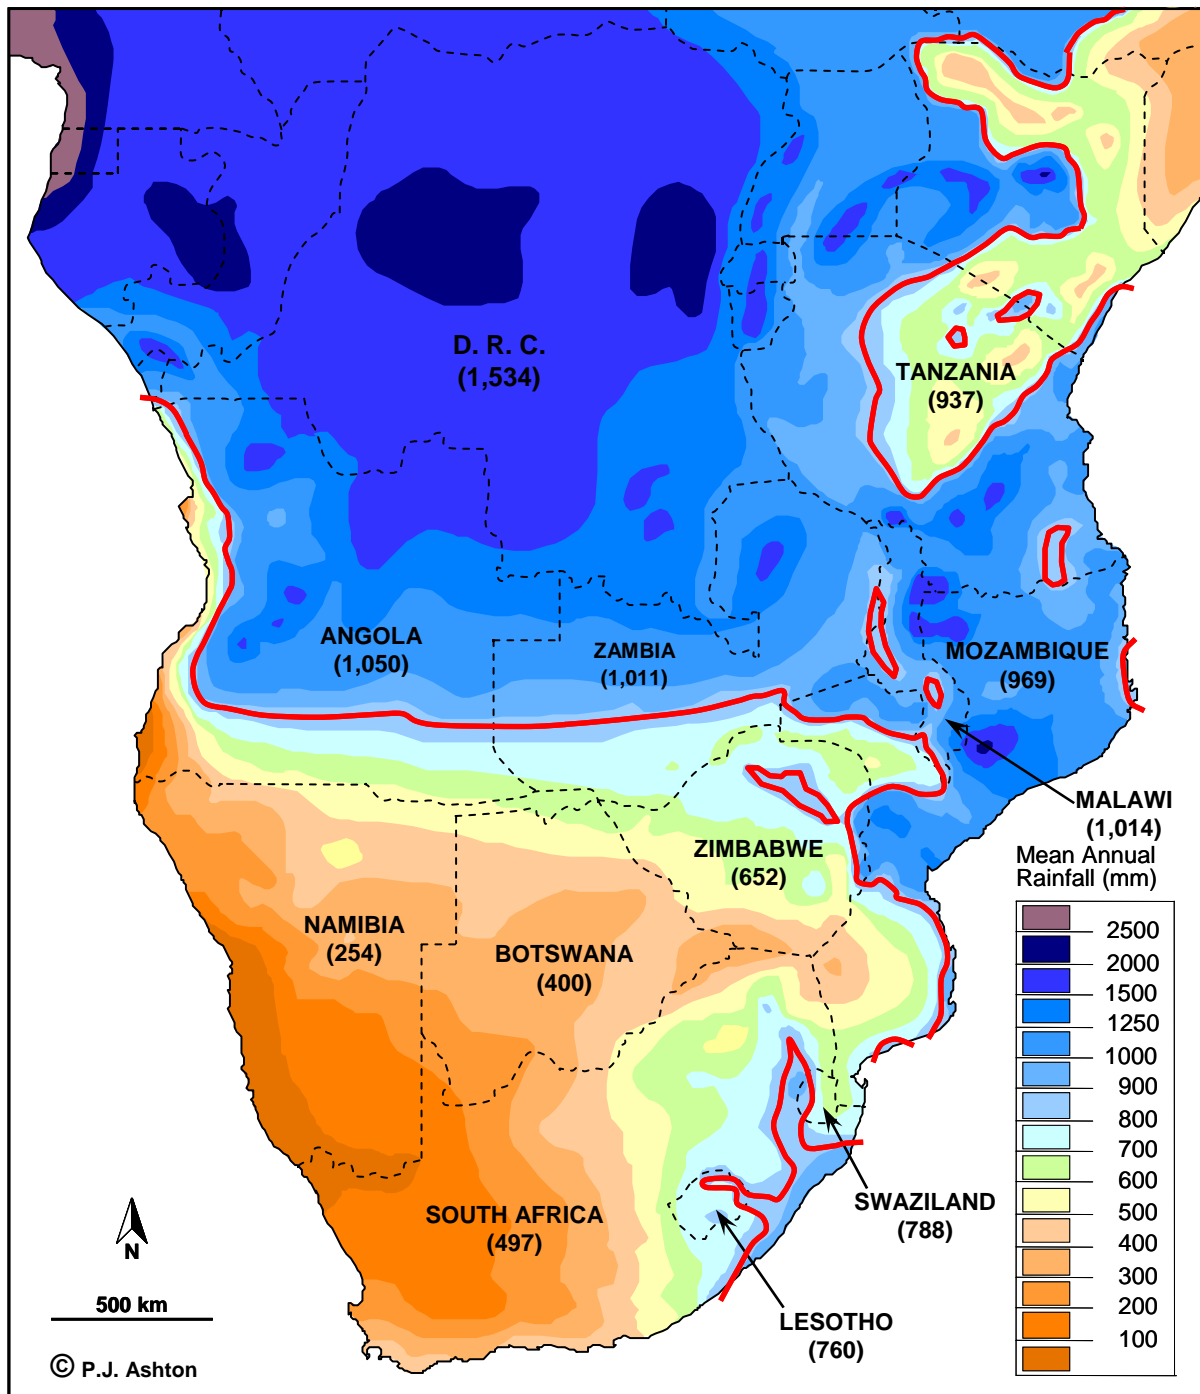 D. R. C.
(1,534)
TANZANIA
(937)
ANGOLA
(1,050)
ZAMBIA
(1,011)
MOZAMBIQUE
(969)
MALAWI
(1,014)
ZIMBABWE
(652)
NAMIBIA
(254)
BOTSWANA
(400)
SWAZILAND
(788)
SOUTH AFRICA
(497)
LESOTHO
(760)
Mean Annual
Rainfall (mm)
2500
2000
1500
1250
1000
900
800
700
600
500
400
300
200
100
N
500 km
© P.J. Ashton